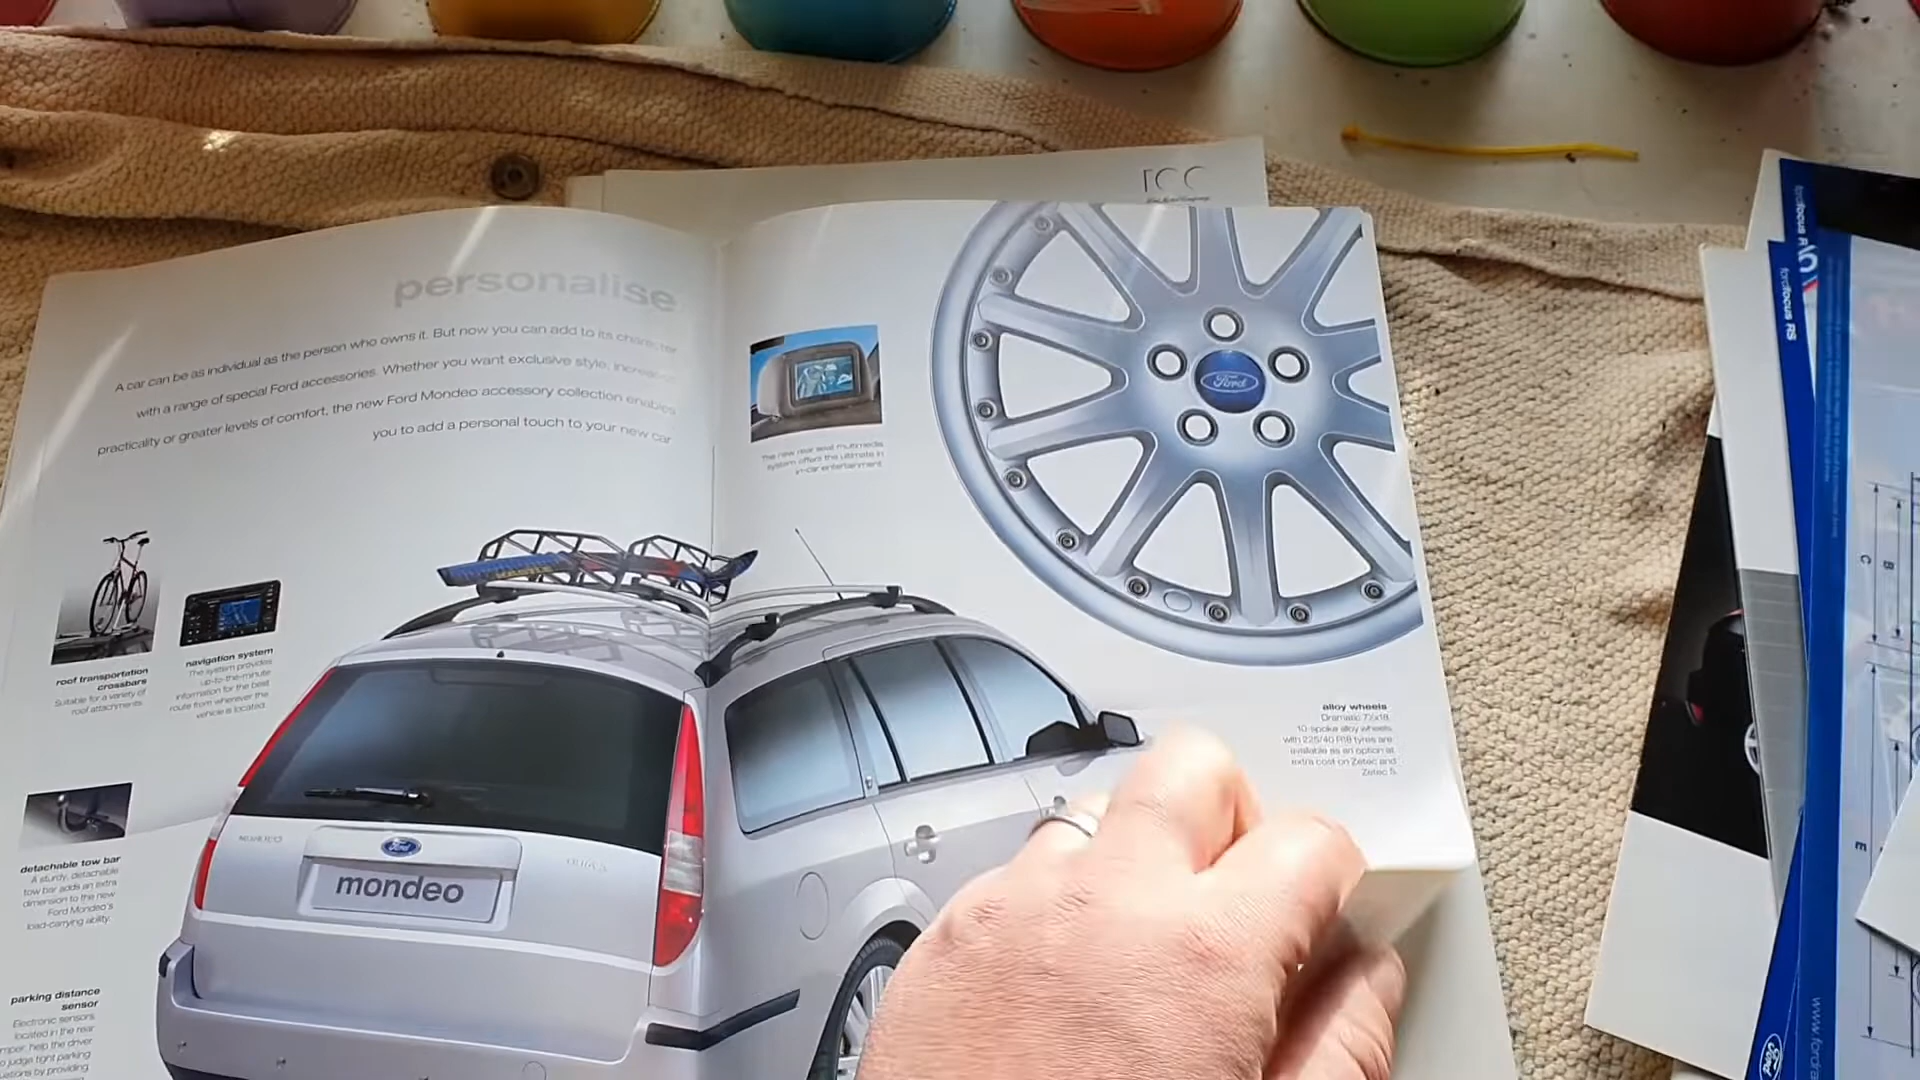 personalise
A car can be as individual as the person who owns it. But now you can add to its character
with a range of special Ford accessories. Whether you want exclusive style, increased
practicality or greater levels of comfort, the new Ford Mondeo accessory collection enables
you to add a personal touch to your new car
roof transportation
crossbars
Suitable for a variety of
roof attachments.
navigation system
The system provides
up-to-the-minute
information for the best
route from wherever the
vehicle is located.
detachable tow bar
A sturdy, detachable
tow bar adds an extra
dimension to the new
Ford Mondeo's
load-carrying ability.
parking distance
sensor
Electronic sensors,
located in the rear
mper, help the driver
o judge tight parking
uations by providing
Ford
mondeo
The new rear seat multimedia
system offers the ultimate in
in-car entertainment.
Ford
alloy wheels
Dramatic 7½x18,
10-spoke alloy wheels
with 225/40 R18 tyres are
available as an option at
extra cost on Zetec and
Zetec S.
fordfocus RS
C
B
E
Ford